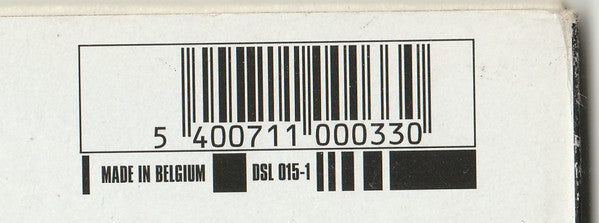 5 400711 000330
MADE IN BELGIUM DSL 015-1